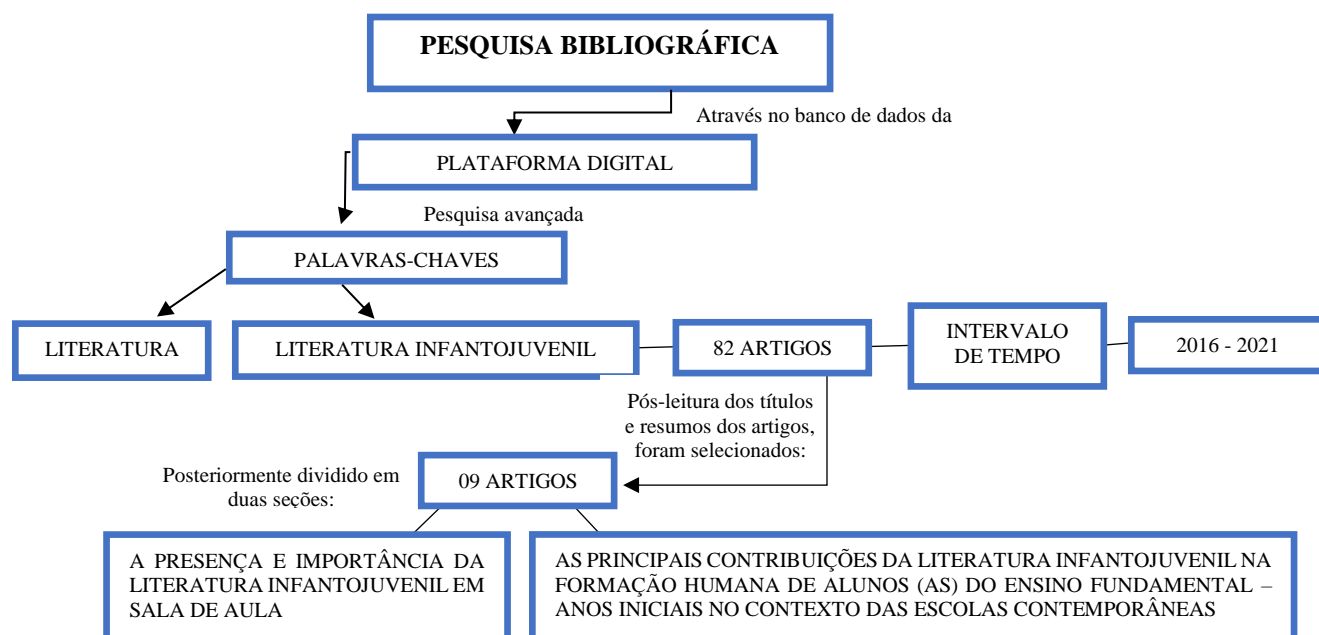 PESQUISA BIBLIOGRÁFICA
Através no banco de dados da
PLATAFORMA DIGITAL
Pesquisa avançada
PALAVRAS-CHAVES
LITERATURA
LITERATURA INFANTOJUVENIL
82 ARTIGOS
INTERVALO
DE TEMPO
2016 - 2021
Pós-leitura dos títulos
e resumos dos artigos,
foram selecionados:
Posteriormente dividido em
duas seções:
09 ARTIGOS
A PRESENÇA E IMPORTÂNCIA DA
LITERATURA INFANTOJUVENIL EM
SALA DE AULA
AS PRINCIPAIS CONTRIBUIÇÕES DA LITERATURA INFANTOJUVENIL NA
FORMAÇÃO HUMANA DE ALUNOS (AS) DO ENSINO FUNDAMENTAL –
ANOS INICIAIS NO CONTEXTO DAS ESCOLAS CONTEMPORÂNEAS